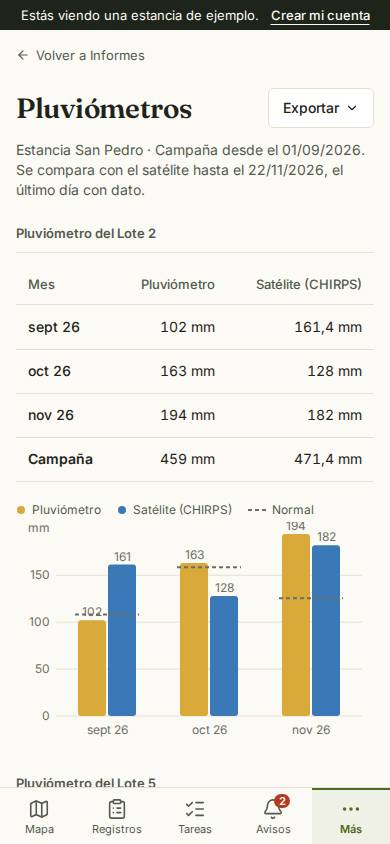 Estás viendo una estancia de ejemplo. Crear mi cuenta
← Volver a Informes
Pluviómetros
Exportar
Estancia San Pedro · Campaña desde el 01/09/2026.
Se compara con el satélite hasta el 22/11/2026, el
último día con dato.
Pluviómetro del Lote 2
Mes Pluviómetro Satélite (CHIRPS)
sept 26 102 mm 161,4 mm
oct 26 163 mm 128 mm
nov 26 194 mm 182 mm
Campaña 459 mm 471,4 mm
Pluviómetro Satélite (CHIRPS) Normal
mm
194
182
163
161
150
128
102
100
50
0
sept 26 oct 26 nov 26
Pluviómetro del Lote 5
2
Mapa Registros Tareas Avisos Más